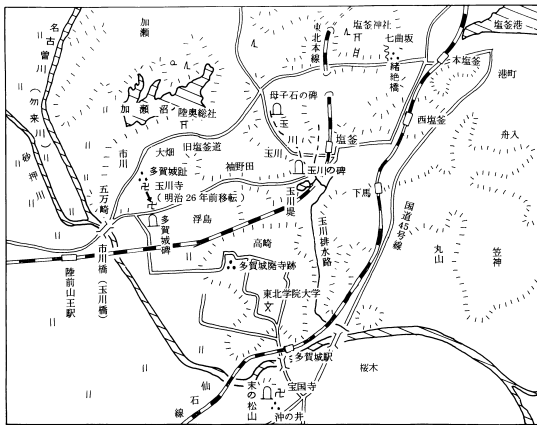 加瀬
東北本線
塩釜神社
七曲坂
塩釜港
名古曽川（勿来川）
緒絶橋
本塩釜
港町
母子石の碑
加瀬沼
陸奥総社
玉
西塩釜
舟入
砂押川
市川
大畑
旧塩釜道
玉川
塩釜
玉川の碑
袖野田
多賀城趾
玉川寺
（明治26年前移転）
五万崎
玉川堤
下馬
国道45号線
多賀城碑
浮島
玉川排水路
丸山
笠神
高崎
多賀城廃寺跡
市川橋（玉川橋）
陸前山王駅
東北学院大学
文
多賀城駅
桜木
仙石線
末の松山
宝国寺
沖の井